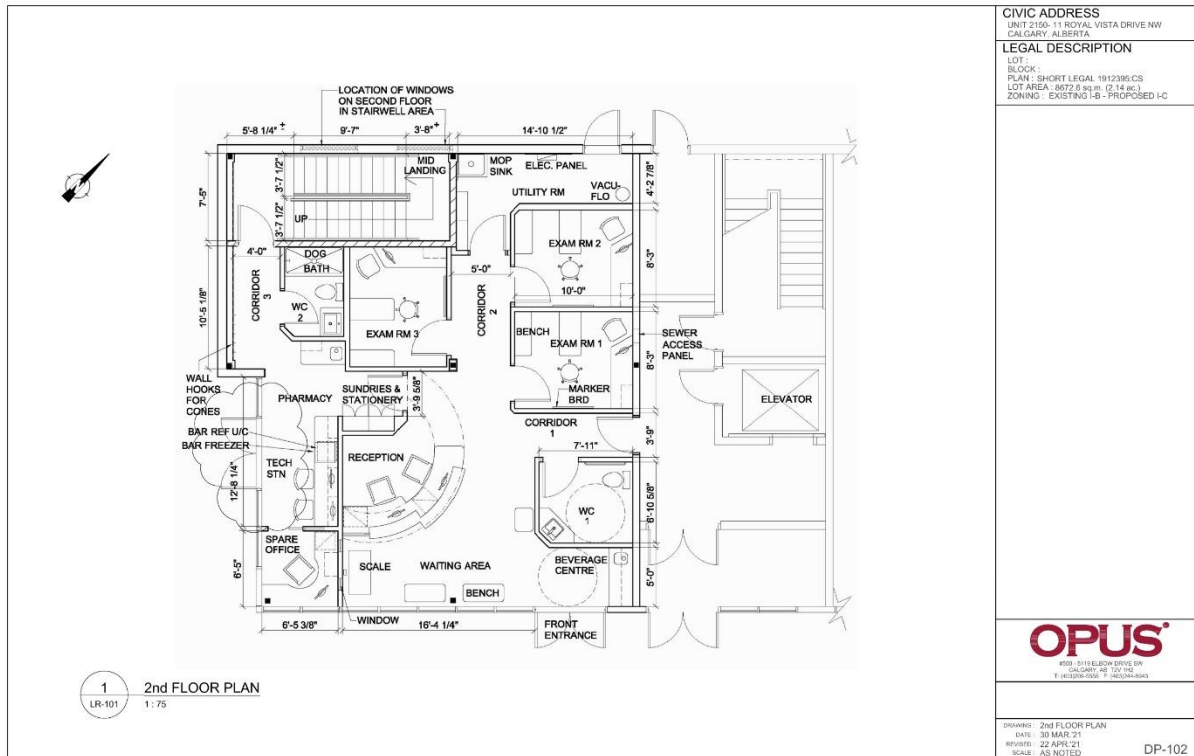 CIVIC ADDRESS
UNIT 2150- 11 ROYAL VISTA DRIVE NW
CALGARY, ALBERTA
LEGAL DESCRIPTION
LOT :
BLOCK :
PLAN : SHORT LEGAL 1912395;CS
LOT AREA : 8672.6 sq.m. (2.14 ac.)
ZONING : EXISTING I-B - PROPOSED I-C
LOCATION OF WINDOWS
ON SECOND FLOOR
IN STAIRWELL AREA
5'-8 1/4" ±
9'-7"
3'-8" ±
14'-10 1/2"
MID
LANDING
MOP
SINK
ELEC. PANEL
UTILITY RM
VACU-
FLO
4'-2 7/8"
7'-5"
3'-7 1/2"
3'-7 1/2"
UP
EXAM RM 2
8'-3"
4'-0"
DOG
BATH
5'-0"
10'-0"
CORRIDOR
3
WC
2
EXAM RM 3
CORRIDOR
2
BENCH
EXAM RM 1
SEWER
ACCESS
PANEL
10'-5 1/8"
8'-3"
WALL
HOOKS
FOR
CONES
PHARMACY
SUNDRIES &
STATIONERY
3'-9 5/8"
MARKER
BRD
ELEVATOR
CORRIDOR
1
3'-9"
7'-11"
BAR REF U/C
BAR FREEZER
TECH
STN
RECEPTION
12'-8 1/4"
WC
1
6'-10 5/8"
SPARE
OFFICE
6'-5"
SCALE
WAITING AREA
BEVERAGE
CENTRE
5'-0"
BENCH
WINDOW
6'-5 3/8"
16'-4 1/4"
FRONT
ENTRANCE
1
LR-101
2nd FLOOR PLAN
1 : 75
OPUS
#500 - 5119 ELBOW DRIVE SW
CALGARY, AB T2V 1H2
DRAWING : 2nd FLOOR PLAN
DATE : 30 MAR.'21
REVISED : 22 APR.'21
SCALE : AS NOTED
DP-102